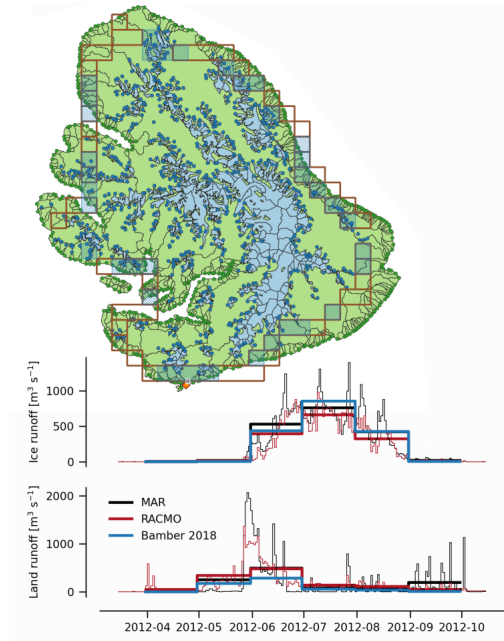 1000
500
0
Ice runoff [m³ s⁻¹]
2000
1000
0
Land runoff [m³ s⁻¹]
MAR
RACMO
Bamber 2018
2012-04
2012-05
2012-06
2012-07
2012-08
2012-09
2012-10